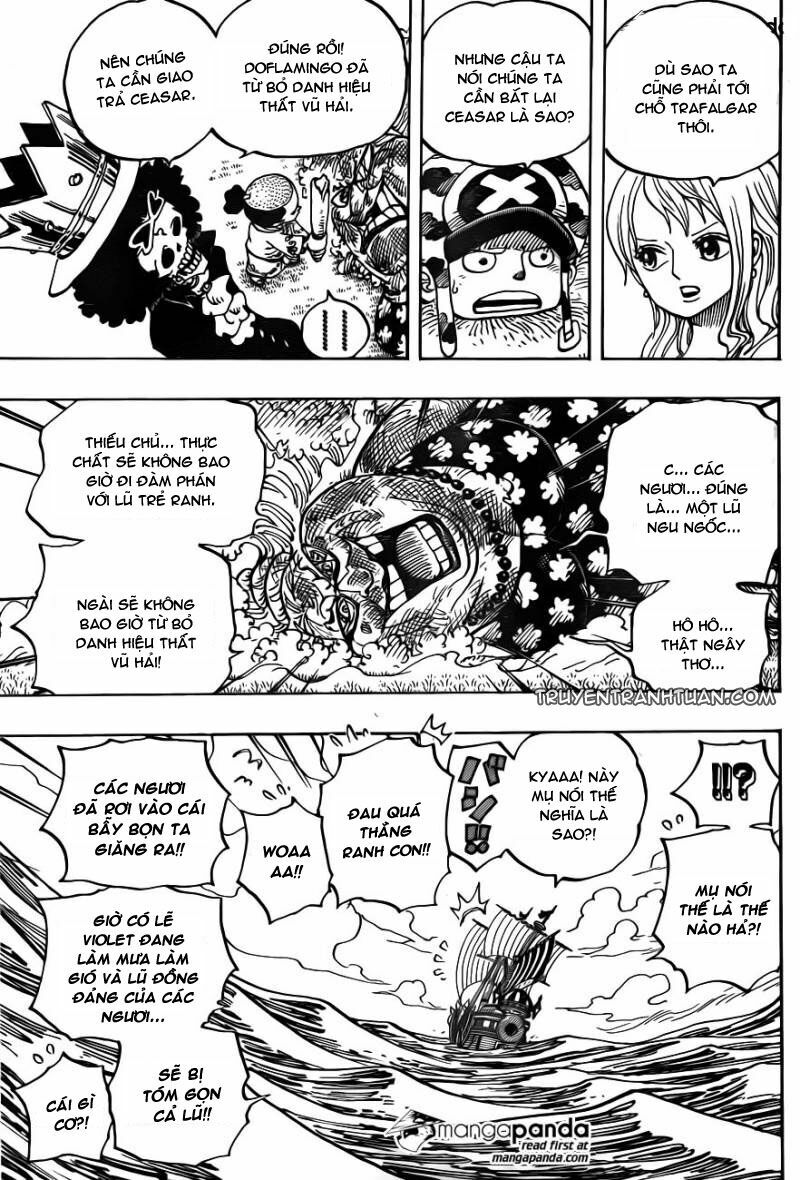 DÙ SAO TA
CŨNG PHẢI TỚI
CHỖ TRAFALGAR
THÔI.
NHƯNG CẬU TA
NÓI CHÚNG TA
CẦN BẮT LẠI
CEASAR LÀ SAO?
ĐÚNG RỒI!
DOFLAMINGO ĐÃ
TỪ BỎ DANH HIỆU
THẤT VŨ HẢI.
NÊN CHÚNG
TA CẦN GIAO
TRẢ CEASAR.
!!
C... CÁC
NGƯƠI... ĐÚNG
LÀ... MỘT LŨ
NGU NGỐC...
HÔ HÔ...
THẬT NGÂY
THƠ...
THIẾU CHỦ... THỰC
CHẤT SẼ KHÔNG BAO
GIỜ ĐI ĐÀM PHÁN
VỚI LŨ TRẺ RANH.
NGÀI SẼ KHÔNG
BAO GIỜ TỪ BỎ
DANH HIỆU THẤT
VŨ HẢI!
TRUYENTRANHTUAN.COM
!!?
MỤ NÓI
THẾ LÀ THẾ
NÀO HẢ?!
KYAAA! NÀY
MỤ NÓI THẾ
NGHĨA LÀ
SAO?!
バシ!!
ĐAU QUÁ
THẰNG
RANH CON!!
WOAA
AA!!
CÁC NGƯƠI
ĐÃ RƠI VÀO CÁI
BẪY BỌN TA
GIĂNG RA!!
GIỜ CÓ LẼ
VIOLET ĐANG
LÀM MƯA LÀM
GIÓ VÀ LŨ ĐỒNG
ĐẢNG CỦA CÁC
NGƯƠI...
SẼ BỊ
TÓM GỌN
CẢ LŨ!!
CÁI GÌ
CƠ?!
mangapanda
read first at
mangapanda.com